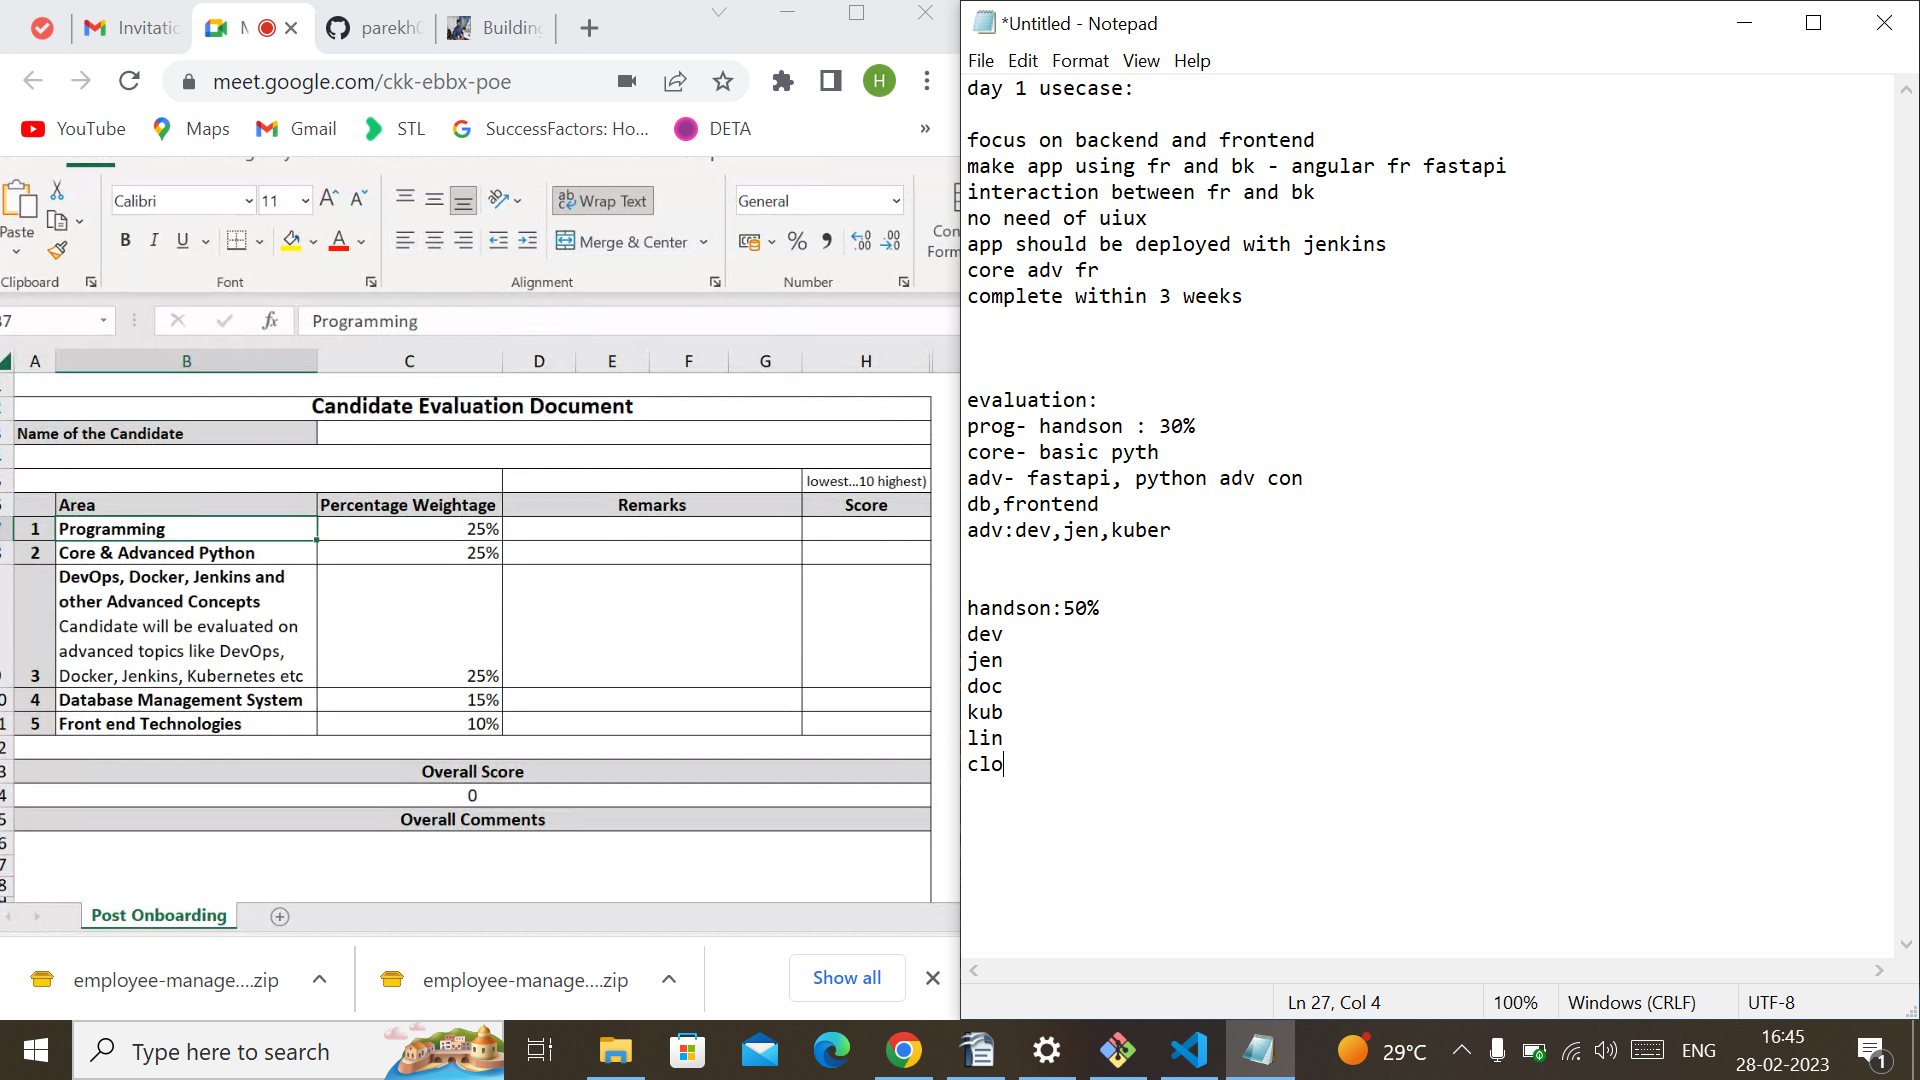 Invitatic
parekh
Building
meet.google.com/ckk-ebbx-poe
H
YouTube
Maps
Gmail
STL
SuccessFactors: Ho...
DETA
»
Paste
Calibri
11
Wrap Text
General
B I U
Merge & Center
Con
Form
Clipboard
Font
Alignment
Number
fx
Programming
A B C D E F G H
Candidate Evaluation Document
Name of the Candidate
lowest...10 highest)
Area Percentage Weightage Remarks Score
1 Programming 25%
2 Core & Advanced Python 25%
DevOps, Docker, Jenkins and
other Advanced Concepts
Candidate will be evaluated on
advanced topics like DevOps,
3 Docker, Jenkins, Kubernetes etc 25%
4 Database Management System 15%
5 Front end Technologies 10%
Overall Score
0
Overall Comments
Post Onboarding
employee-manage....zip
employee-manage....zip
Show all
*Untitled - Notepad
File Edit Format View Help
day 1 usecase:
focus on backend and frontend
make app using fr and bk - angular fr fastapi
interaction between fr and bk
no need of uiux
app should be deployed with jenkins
core adv fr
complete within 3 weeks
evaluation:
prog- handson : 30%
core- basic pyth
adv- fastapi, python adv con
db,frontend
adv:dev,jen,kuber
handson:50%
dev
jen
doc
kub
lin
clo
Ln 27, Col 4
100%
Windows (CRLF)
UTF-8
Type here to search
29°C
ENG
16:45
28-02-2023
1